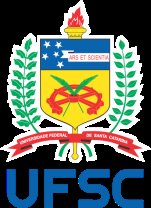 ARS ET SCIENTIA
UNIVERSIDADE FEDERAL DE SANTA CATARINA
UFSC